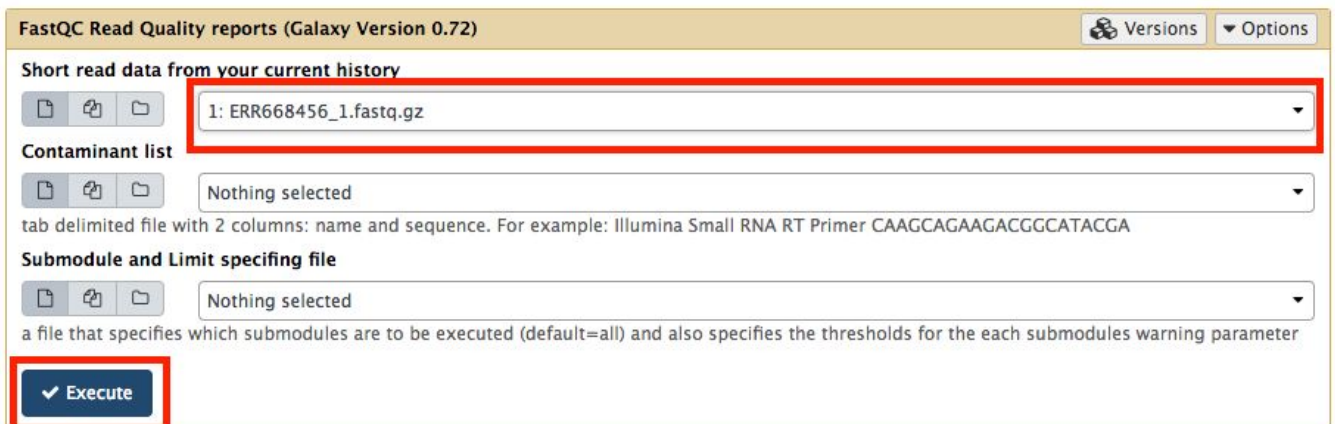 FastQC Read Quality reports (Galaxy Version 0.72)
Versions
Options
Short read data from your current history
1: ERR668456_1.fastq.gz
Contaminant list
Nothing selected
tab delimited file with 2 columns: name and sequence. For example: Illumina Small RNA RT Primer CAAGCAGAAGACGGCATACGA
Submodule and Limit specifing file
Nothing selected
a file that specifies which submodules are to be executed (default=all) and also specifies the thresholds for the each submodules warning parameter
Execute